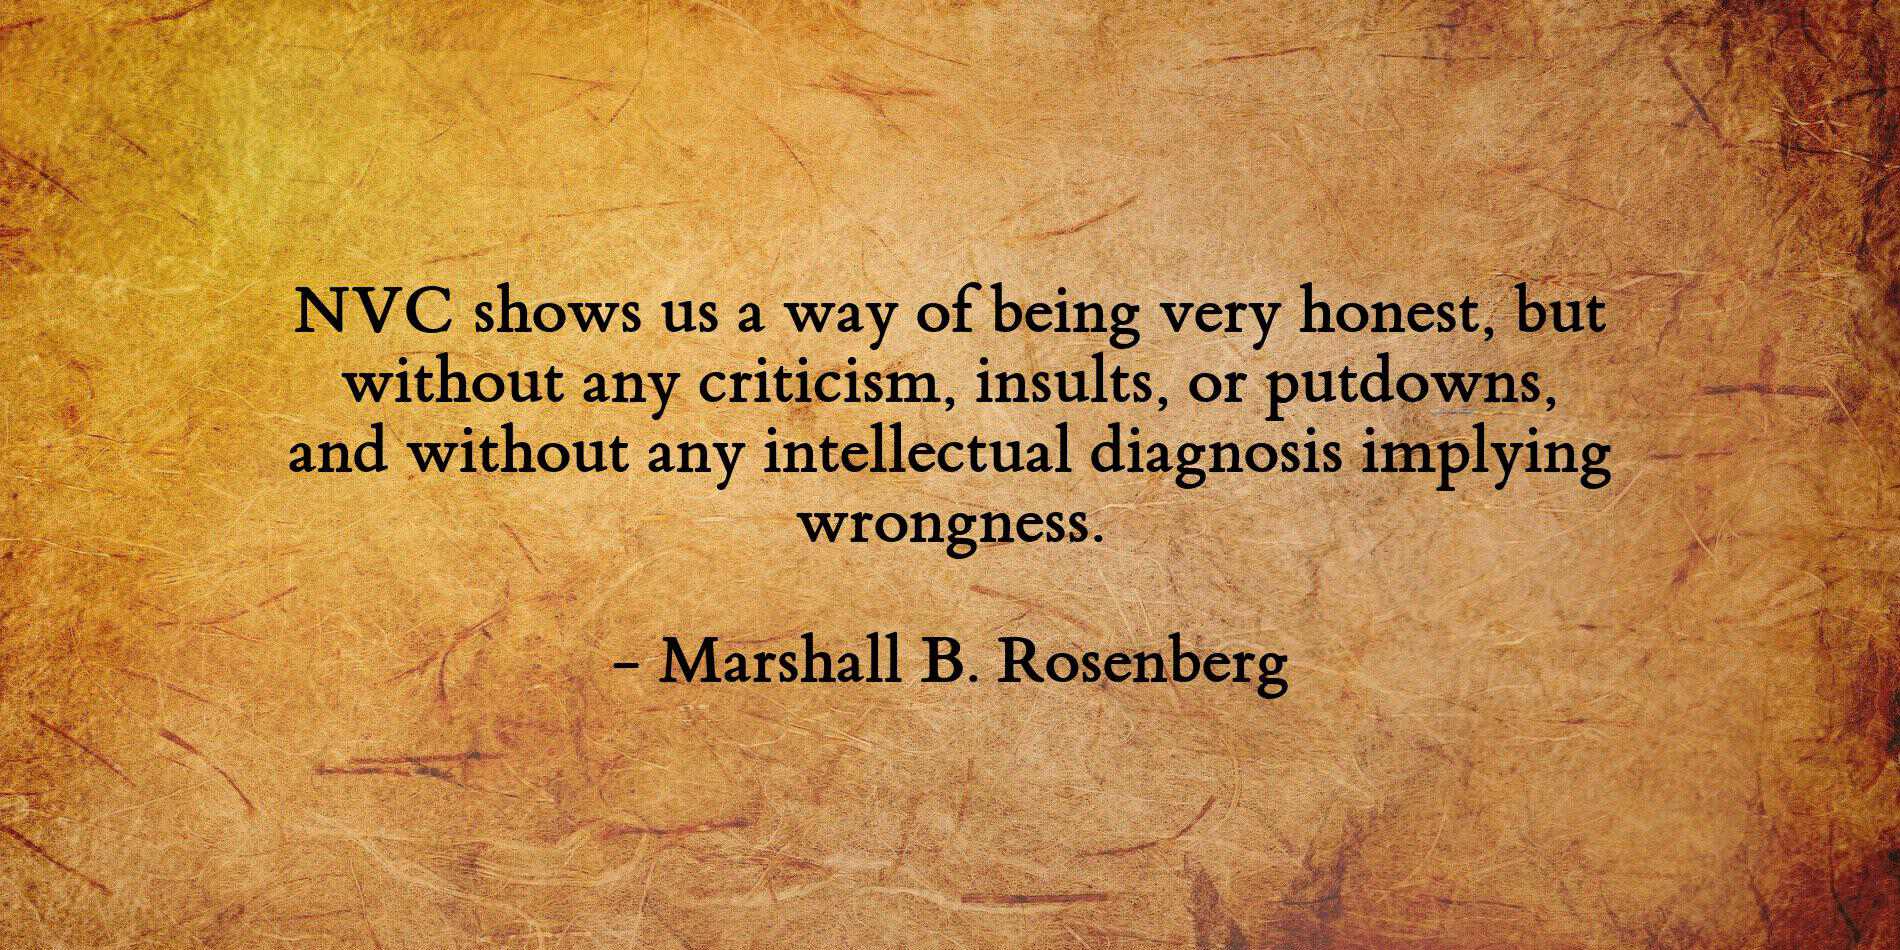 NVC shows us a way of being very honest, but
without any criticism, insults, or putdowns,
and without any intellectual diagnosis implying
wrongness.
– Marshall B. Rosenberg